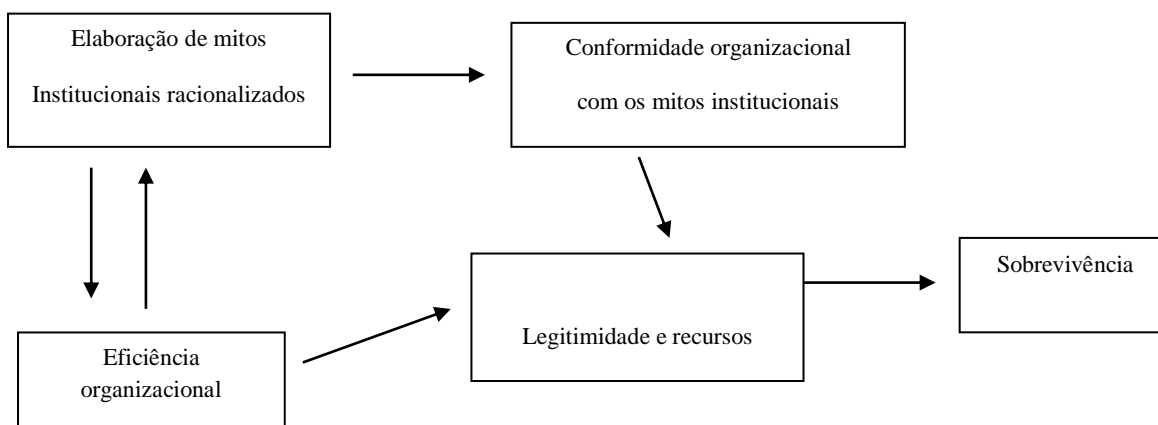 Elaboração de mitos
Institucionais racionalizados
Conformidade organizacional
com os mitos institucionais
Legitimidade e recursos
Sobrevivência
Eficiência
organizacional